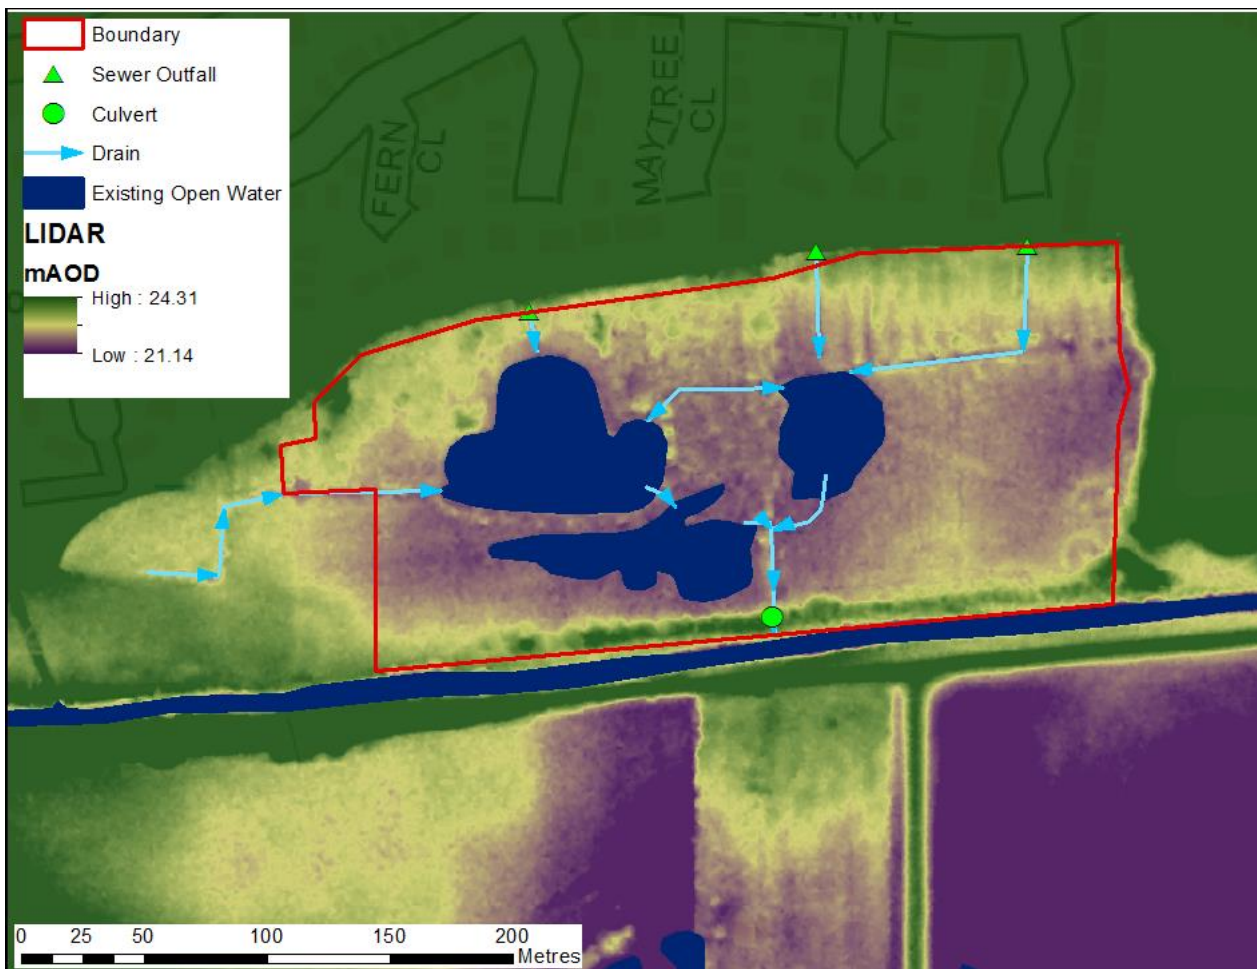 Boundary
Sewer Outfall
Culvert
Drain
Existing Open Water
LIDAR
mAOD
High : 24.31
Low : 21.14
DRIVE
FERN
CL
MAYTREE
CL
0 25 50 100 150 200
Metres